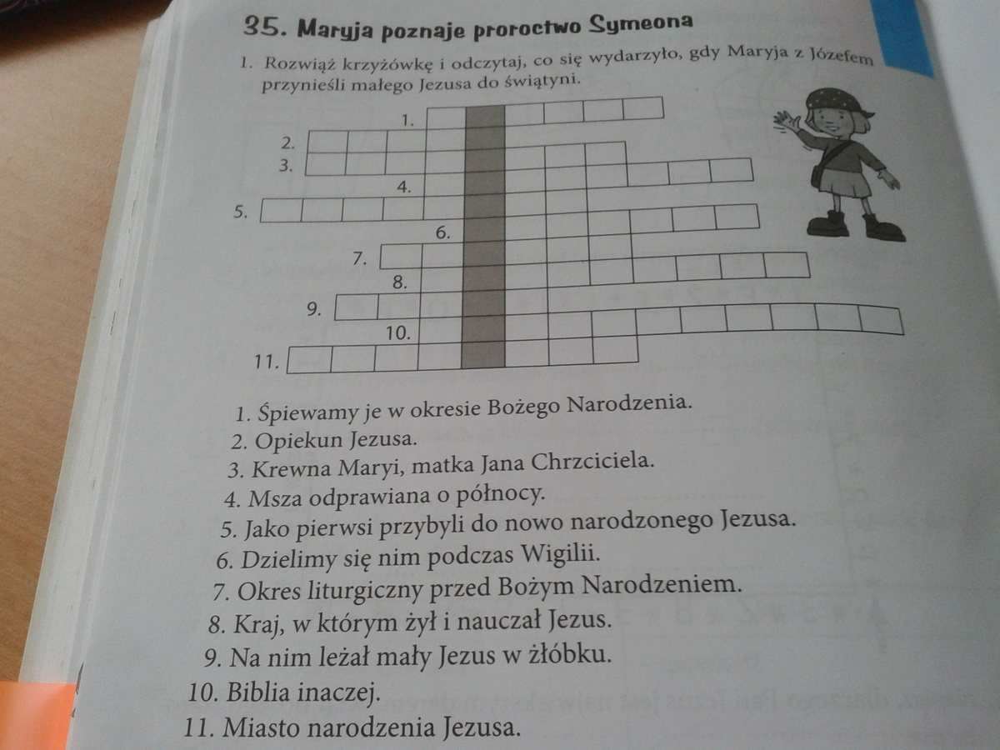 35. Maryja poznaje proroctwo Symeona
1. Rozwiąż krzyżówkę i odczytaj, co się wydarzyło, gdy Maryja z Józefem
przynieśli małego Jezusa do świątyni.
1.
2.
3.
4.
5.
6.
7.
8.
9.
10.
11.
1. Śpiewamy je w okresie Bożego Narodzenia.
2. Opiekun Jezusa.
3. Krewna Maryi, matka Jana Chrzciciela.
4. Msza odprawiana o północy.
5. Jako pierwsi przybyli do nowo narodzonego Jezusa.
6. Dzielimy się nim podczas Wigilii.
7. Okres liturgiczny przed Bożym Narodzeniem.
8. Kraj, w którym żył i nauczał Jezus.
9. Na nim leżał mały Jezus w żłóbku.
10. Biblia inaczej.
11. Miasto narodzenia Jezusa.